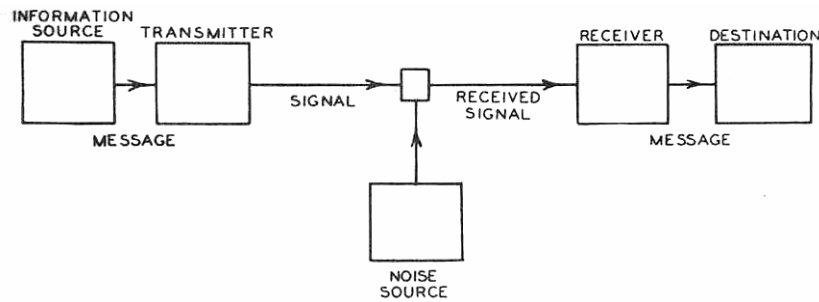 INFORMATION
SOURCE
TRANSMITTER
RECEIVER
DESTINATION
SIGNAL
RECEIVED
SIGNAL
MESSAGE
MESSAGE
NOISE
SOURCE